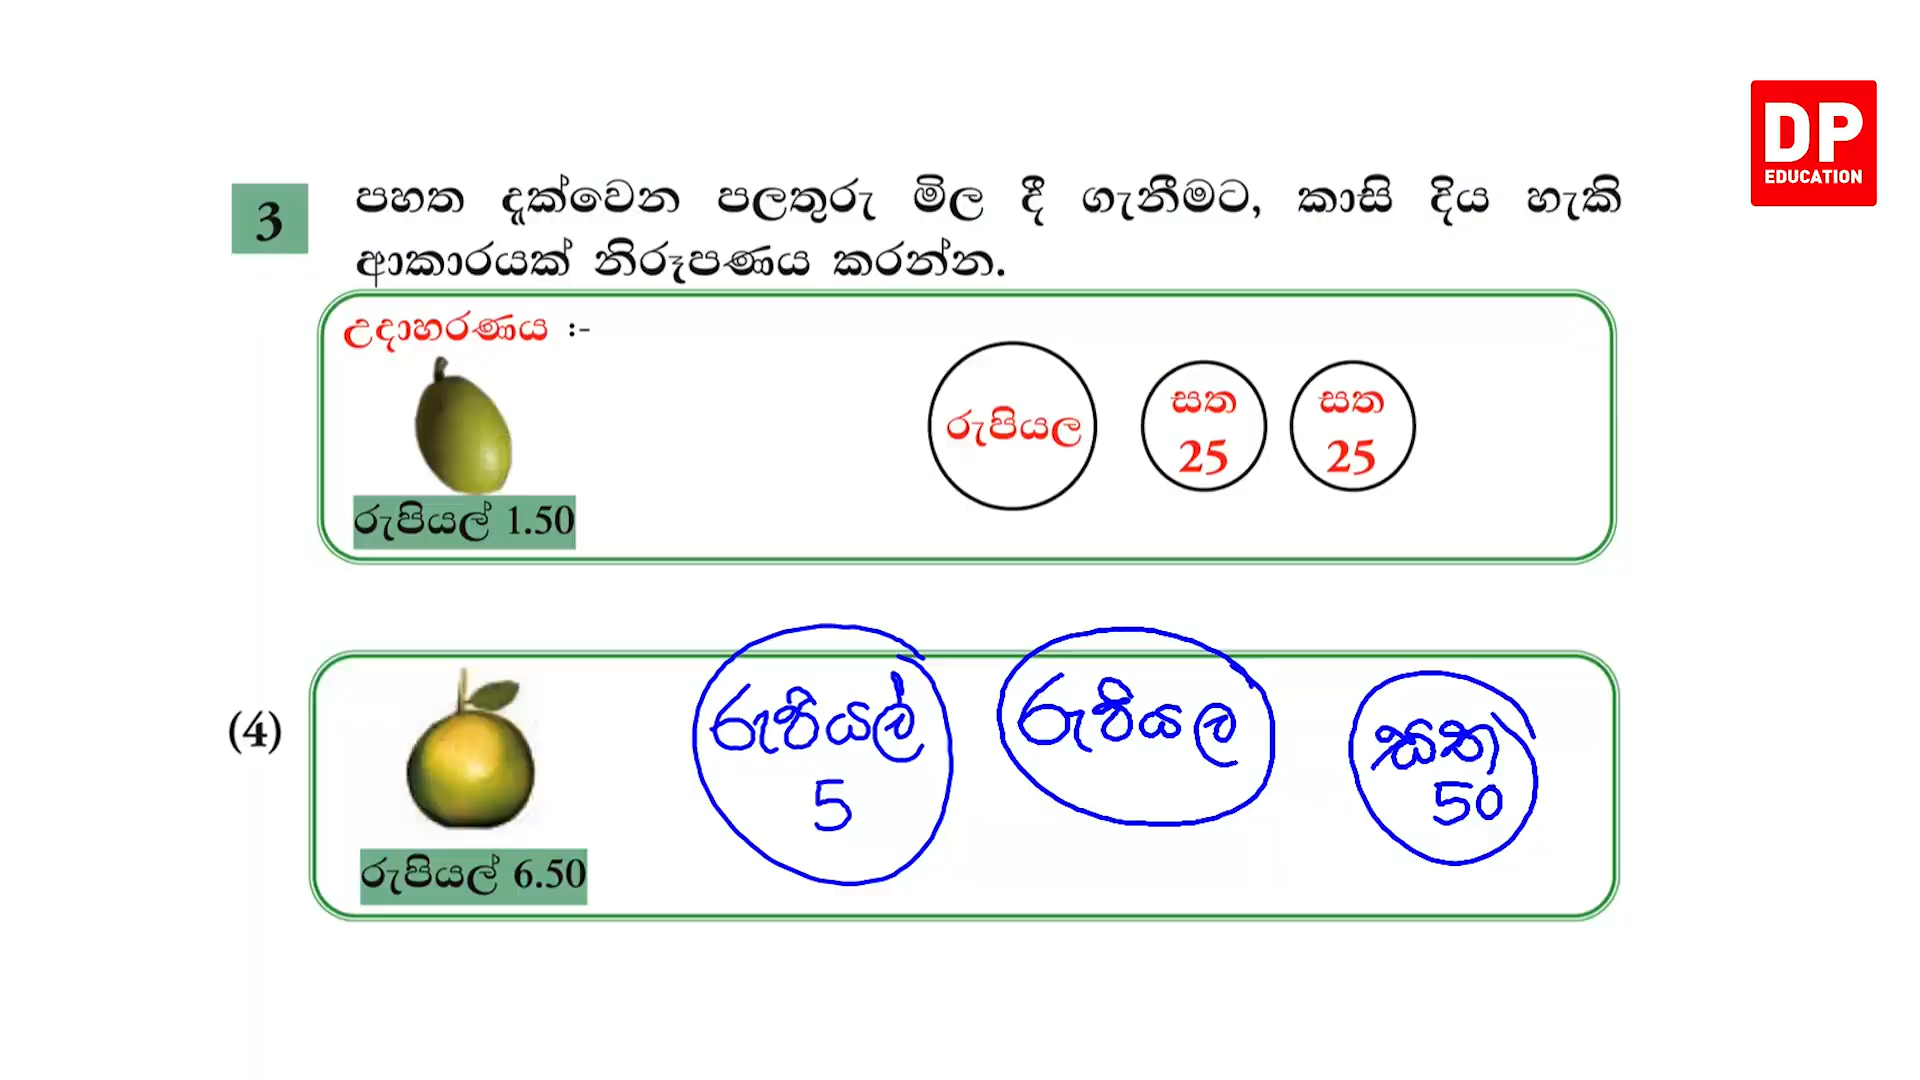 DP
EDUCATION
3
පහත දැක්වෙන පලතුරු මිල දී ගැනීමට, කාසි දිය හැකි
ආකාරයක් නිරූපණය කරන්න.
උදාහරණය :-
රුපියල
සත
25
සත
25
රුපියල් 1.50
(4)
රුපියල්
5
රුපියල
සත
50
රුපියල් 6.50